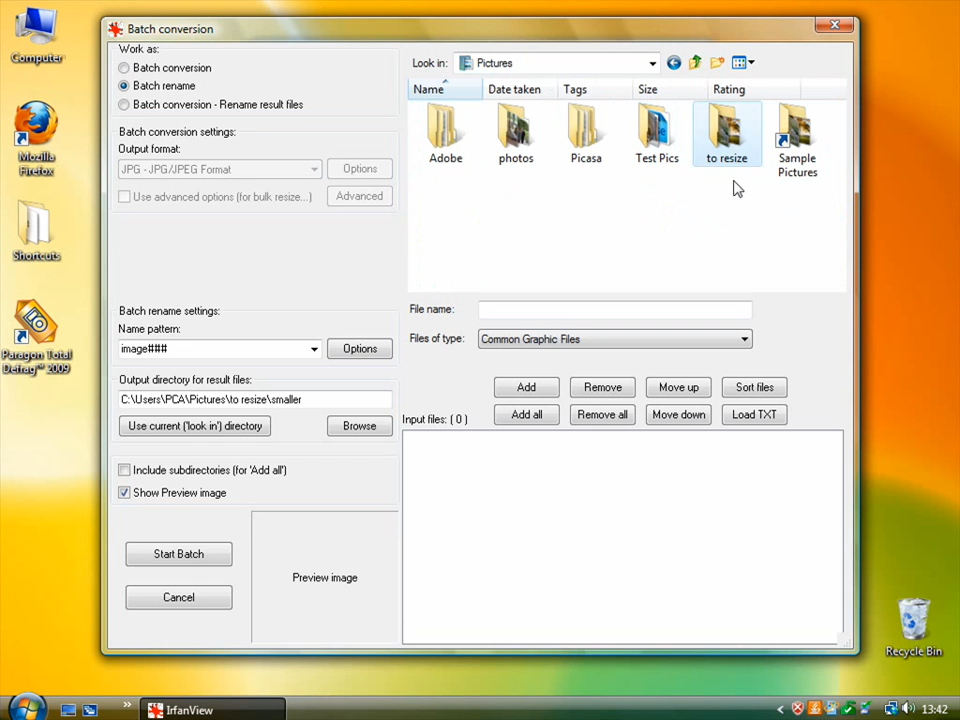 Computer
Mozilla
Firefox
Shortcuts
Paragon Total
Defrag™ 2009
Recycle Bin
Batch conversion
Work as:
Batch conversion
Batch rename
Batch conversion - Rename result files
Batch conversion settings:
Output format:
JPG - JPG/JPEG Format
Options
Use advanced options (for bulk resize...)
Advanced
Batch rename settings:
Name pattern:
image###
Options
Output directory for result files:
C:\Users\PCA\Pictures\to resize\smaller
Use current ('look in') directory
Browse
Include subdirectories (for 'Add all')
Show Preview image
Start Batch
Cancel
Preview image
Look in:
Pictures
Name
Date taken
Tags
Size
Rating
Adobe
photos
Picasa
Test Pics
to resize
Sample
Pictures
File name:
Files of type:
Common Graphic Files
Add
Remove
Move up
Sort files
Add all
Remove all
Move down
Load TXT
Input files: ( 0 )
IrfanView
13:42